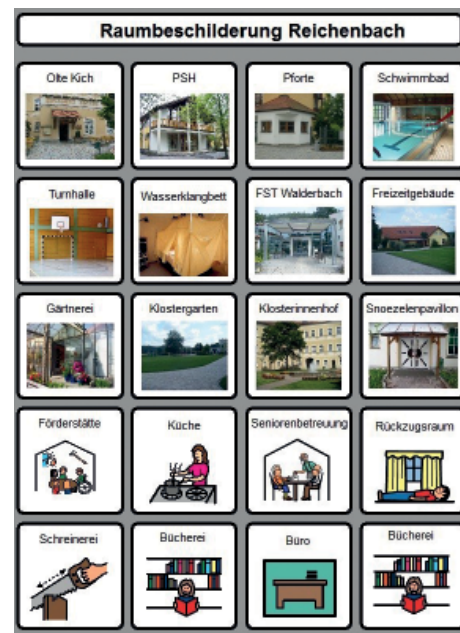 Raumbeschilderung Reichenbach
Olte Kich
PSH
Pforte
Schwimmbad
Turnhalle
Wasserklangbett
FST Walderbach
Freizeitgebäude
Gärtnerei
Klostergarten
Klosterinnenhof
Snoezelenpavillon
Förderstätte
Küche
Seniorenbetreuung
Rückzugsraum
Schreinerei
Bücherei
Büro
Bücherei